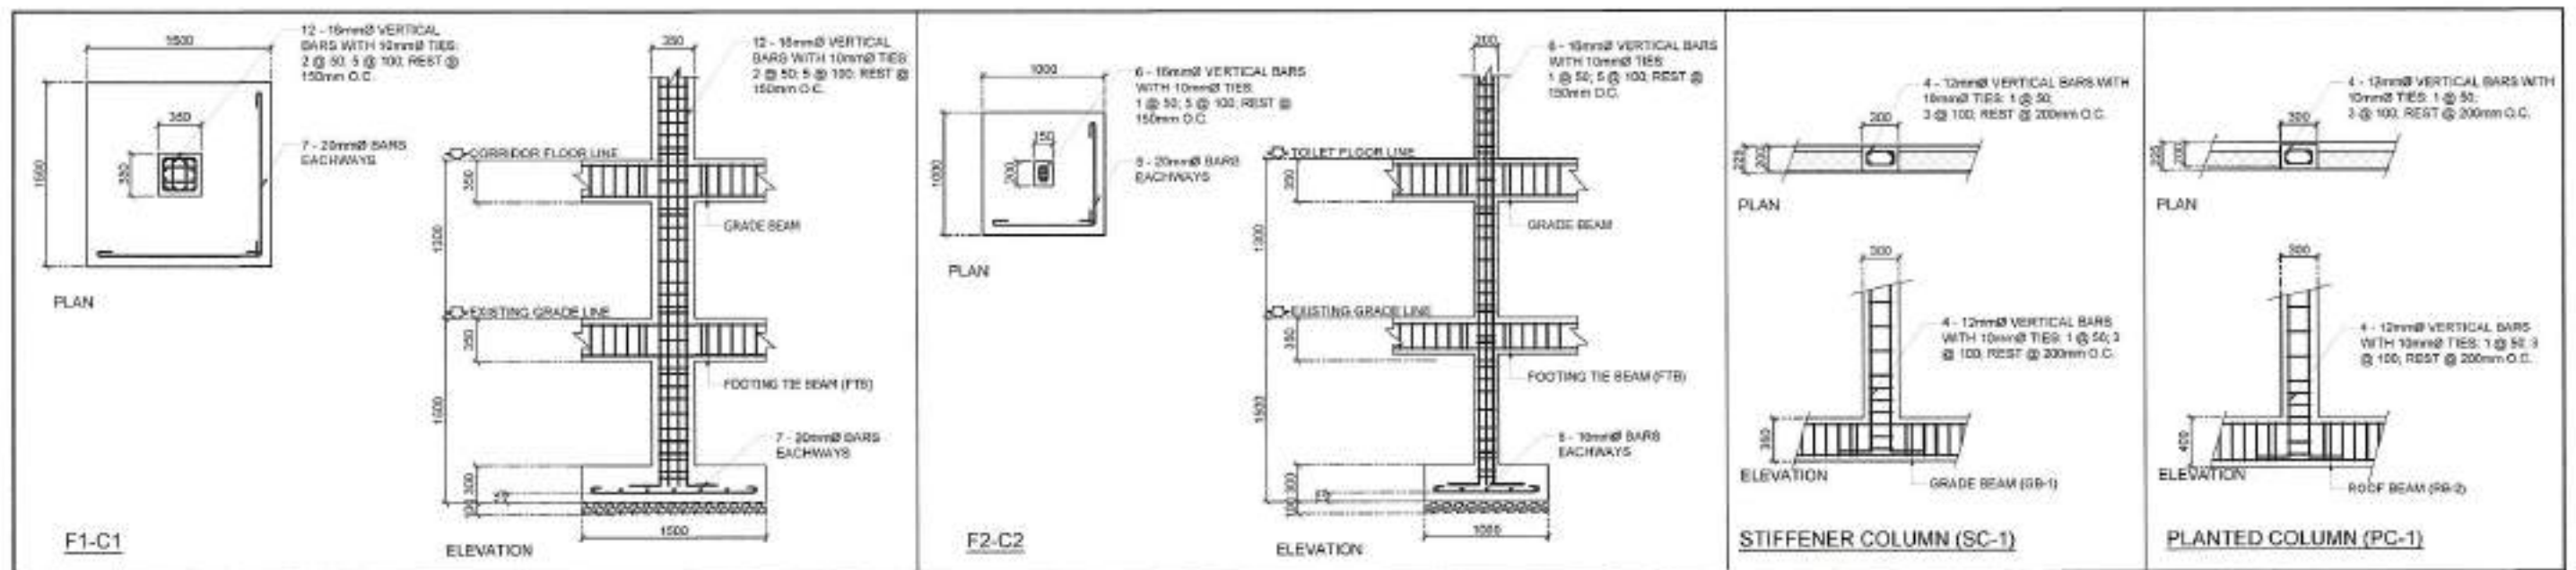 1500
12 - 16mmØ VERTICAL
BARS WITH 10mmØ TIES:
2 @ 50; 5 @ 100; REST @
150mm O.C.
350
350
1500
7 - 20mmØ BARS
EACHWAYS
PLAN
F1-C1
350
12 - 16mmØ VERTICAL
BARS WITH 10mmØ TIES:
2 @ 50; 5 @ 100; REST @
150mm O.C.
CORRIDOR FLOOR LINE
350
GRADE BEAM
1300
EXISTING GRADE LINE
350
FOOTING TIE BEAM (FTB)
1500
7 - 20mmØ BARS
EACHWAYS
300
75
100
1500
ELEVATION
1000
6 - 16mmØ VERTICAL BARS
WITH 10mmØ TIES:
1 @ 50; 5 @ 100; REST @
150mm O.C.
150
200
1000
EACHWAYS
PLAN
F2-C2
200
6 - 16mmØ VERTICAL BARS
WITH 10mmØ TIES:
1 @ 50; 5 @ 100; REST @
150mm O.C.
TOILET FLOOR LINE
GRADE BEAM
1300
EXISTING GRADE LINE
350
FOOTING TIE BEAM (FTB)
1500
16mmØ BARS
EACHWAYS
300
75
100
1000
ELEVATION
4 - 12mmØ VERTICAL BARS WITH
10mmØ TIES: 1 @ 50;
3 @ 100; REST @ 200mm O.C.
300
225
200
PLAN
300
4 - 12mmØ VERTICAL BARS
WITH 10mmØ TIES: 1 @ 50; 3
@ 100; REST @ 200mm O.C.
350
ELEVATION
GRADE BEAM (GB-1)
STIFFENER COLUMN (SC-1)
4 - 12mmØ VERTICAL BARS WITH
10mmØ TIES: 1 @ 50;
3 @ 100; REST @ 200mm O.C.
300
225
200
PLAN
300
4 - 12mmØ VERTICAL BARS
WITH 10mmØ TIES: 1 @ 50; 3
@ 100; REST @ 200mm O.C.
400
ELEVATION
ROOF BEAM (RB-2)
PLANTED COLUMN (PC-1)